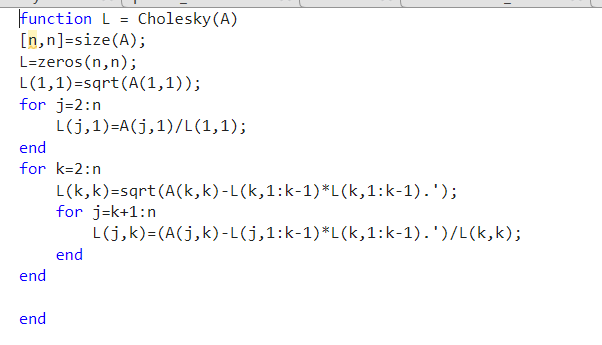 function L = Cholesky(A)
[n,n]=size(A);
L=zeros(n,n);
L(1,1)=sqrt(A(1,1));
for j=2:n
    L(j,1)=A(j,1)/L(1,1);
end
for k=2:n
    L(k,k)=sqrt(A(k,k)-L(k,1:k-1)*L(k,1:k-1).');
    for j=k+1:n
        L(j,k)=(A(j,k)-L(j,1:k-1)*L(k,1:k-1).')/L(k,k);
    end
end
end